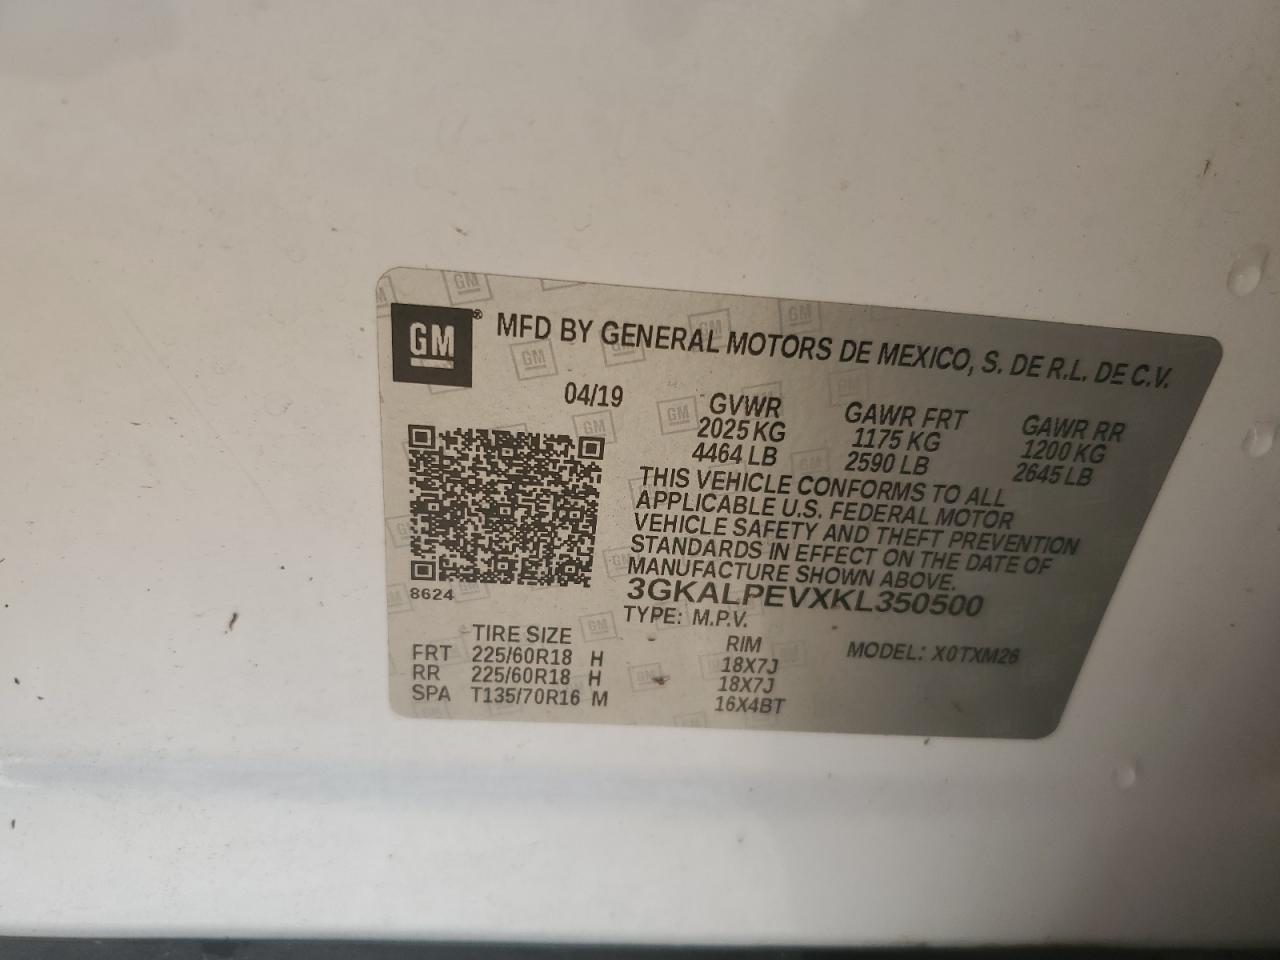 GM® MFD BY GENERAL MOTORS DE MEXICO, S. DE R.L. DE C.V.
04/19 GVWR GAWR FRT GAWR RR
2025 KG 1175 KG 1200 KG
4464 LB 2590 LB 2645 LB
THIS VEHICLE CONFORMS TO ALL
APPLICABLE U.S. FEDERAL MOTOR
VEHICLE SAFETY AND THEFT PREVENTION
STANDARDS IN EFFECT ON THE DATE OF
MANUFACTURE SHOWN ABOVE.
8624 3GKALPEVXKL350500
TYPE: M.P.V.
TIRE SIZE RIM MODEL: X0TXM26
FRT 225/60R18 H 18X7J
RR 225/60R18 H 18X7J
SPA T135/70R16 M 16X4BT